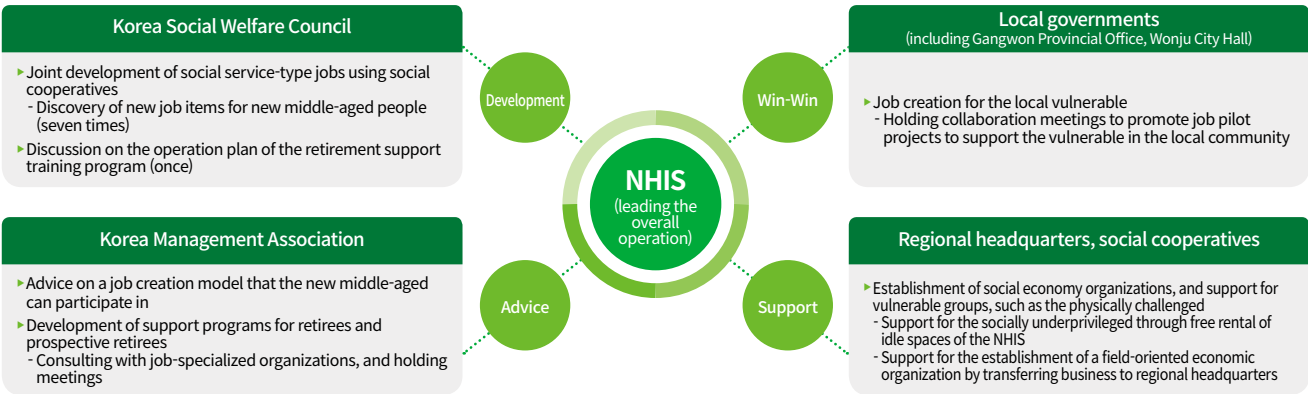 Korea Social Welfare Council
▸Joint development of social service-type jobs using social
cooperatives
- Discovery of new job items for new middle-aged people
(seven times)
▸Discussion on the operation plan of the retirement support
training program (once)
Development
Korea Management Association
▸Advice on a job creation model that the new middle-aged
can participate in
▸Development of support programs for retirees and
prospective retirees
- Consulting with job-specialized organizations, and holding
meetings
Advice
NHIS
(leading the
overall
operation)
Win-Win
Local governments
(including Gangwon Provincial Office, Wonju City Hall)
▸Job creation for the local vulnerable
- Holding collaboration meetings to promote job pilot
projects to support the vulnerable in the local community
Support
Regional headquarters, social cooperatives
▸Establishment of social economy organizations, and support for
vulnerable groups, such as the physically challenged
- Support for the socially underprivileged through free rental of
idle spaces of the NHIS
- Support for the establishment of a field-oriented economic
organization by transferring business to regional headquarters